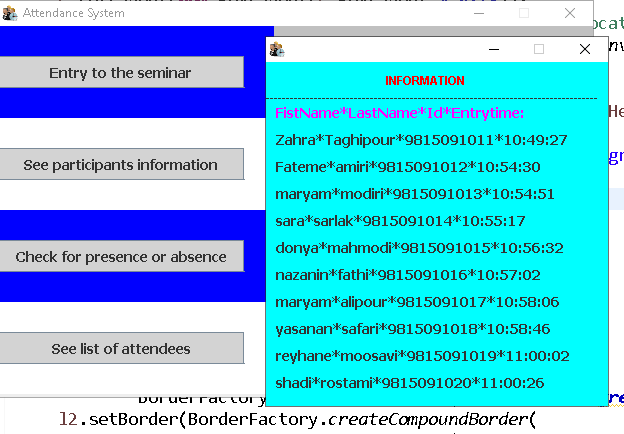 Attendance System
Entry to the seminar
See participants information
Check for presence or absence
See list of attendees
INFORMATION
FistName*LastName*Id*Entrytime:
Zahra*Taghipour*9815091011*10:49:27
Fateme*amiri*9815091012*10:54:30
maryam*modiri*9815091013*10:54:51
sara*sarlak*9815091014*10:55:17
donya*mahmodi*9815091015*10:56:32
nazanin*fathi*9815091016*10:57:02
maryam*alipour*9815091017*10:58:06
yasanan*safari*9815091018*10:58:46
reyhane*moosavi*9815091019*11:00:02
shadi*rostami*9815091020*11:00:26
l2.setBorder(BorderFactory.createCompoundBorder(